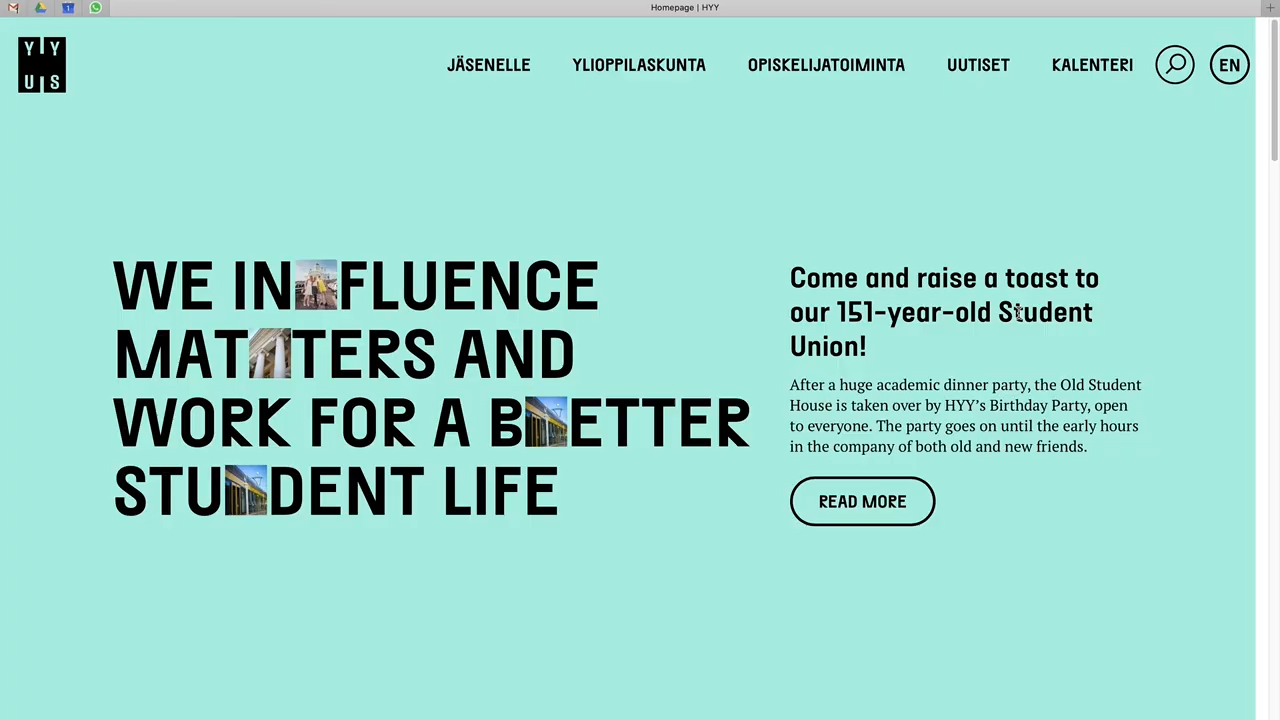 Homepage | HYY
Y Y
U S
JÄSENELLE YLIOPPILASKUNTA OPISKELIJATOIMINTA UUTISET KALENTERI EN
WE INFLUENCE
MATTERS AND
WORK FOR A BETTER
STUDENT LIFE
Come and raise a toast to
our 151-year-old Student
Union!
After a huge academic dinner party, the Old Student
House is taken over by HYY’s Birthday Party, open
to everyone. The party goes on until the early hours
in the company of both old and new friends.
READ MORE